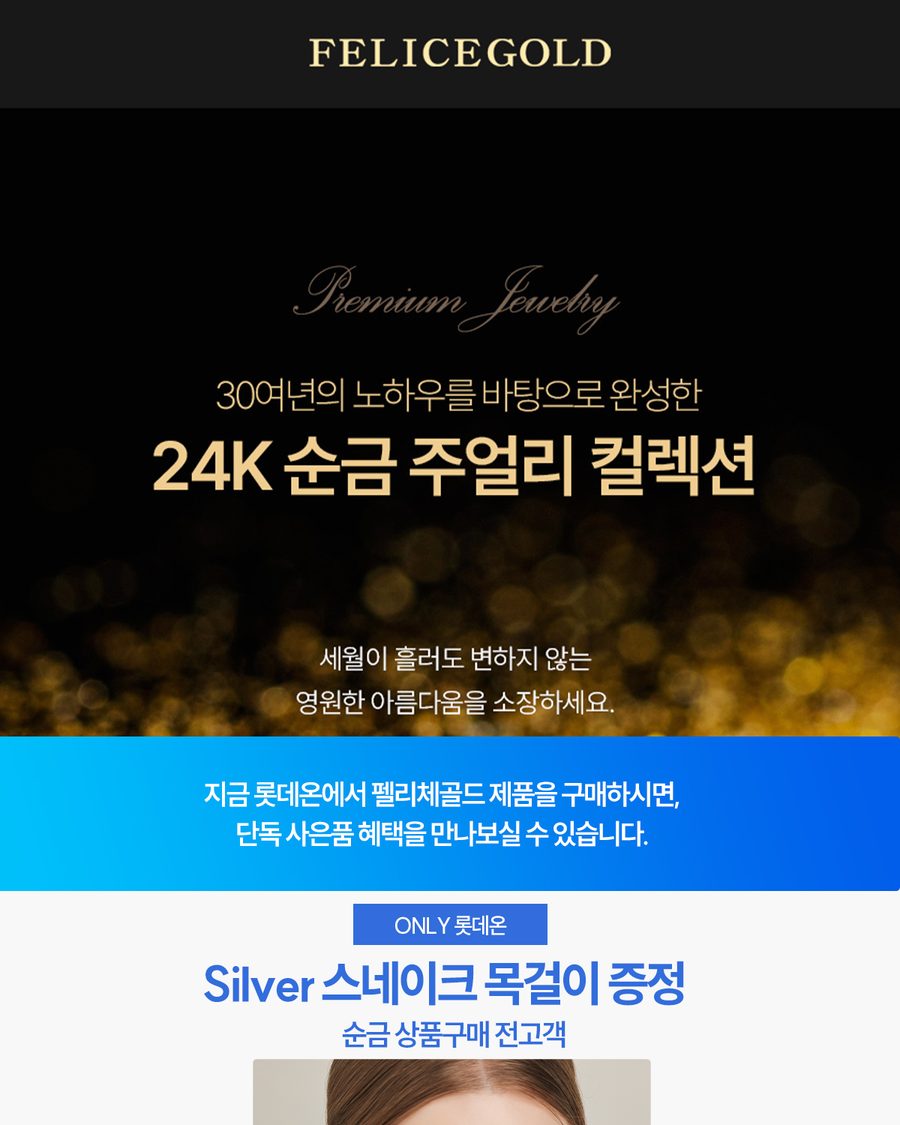 FELICEGOLD
Premium Jewelry
30여년의 노하우를 바탕으로 완성한
24K 순금 주얼리 컬렉션
세월이 흘러도 변하지 않는
영원한 아름다움을 소장하세요.
지금 롯데온에서 펠리체골드 제품을 구매하시면,
단독 사은품 혜택을 만나보실 수 있습니다.
ONLY 롯데온
Silver 스네이크 목걸이 증정
순금 상품구매 전고객